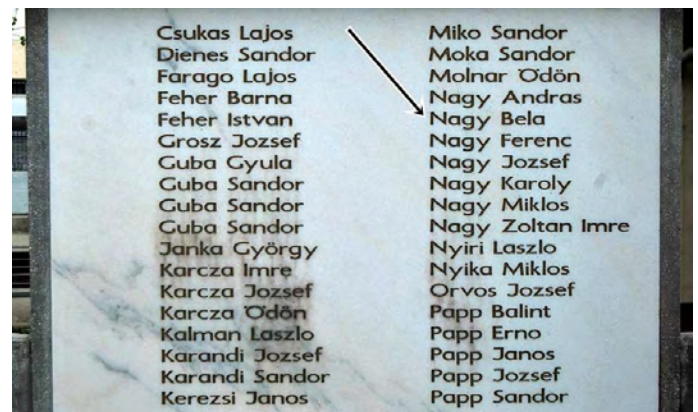 Csukas Lajos
Dienes Sandor
Farago Lajos
Feher Barna
Feher Istvan
Grosz Jozsef
Guba Gyula
Guba Sandor
Guba Sandor
Guba Sandor
Janka György
Karcza Imre
Karcza Jozsef
Karcza Ödön
Kalman Laszlo
Karandi Jozsef
Karandi Sandor
Kerezsi Janos
Miko Sandor
Moka Sandor
Molnar Ödön
Nagy Andras
Nagy Bela
Nagy Ferenc
Nagy Jozsef
Nagy Karoly
Nagy Miklos
Nagy Zoltan Imre
Nyiri Laszlo
Nyika Miklos
Orvos Jozsef
Papp Balint
Papp Erno
Papp Janos
Papp Jozsef
Papp Sandor